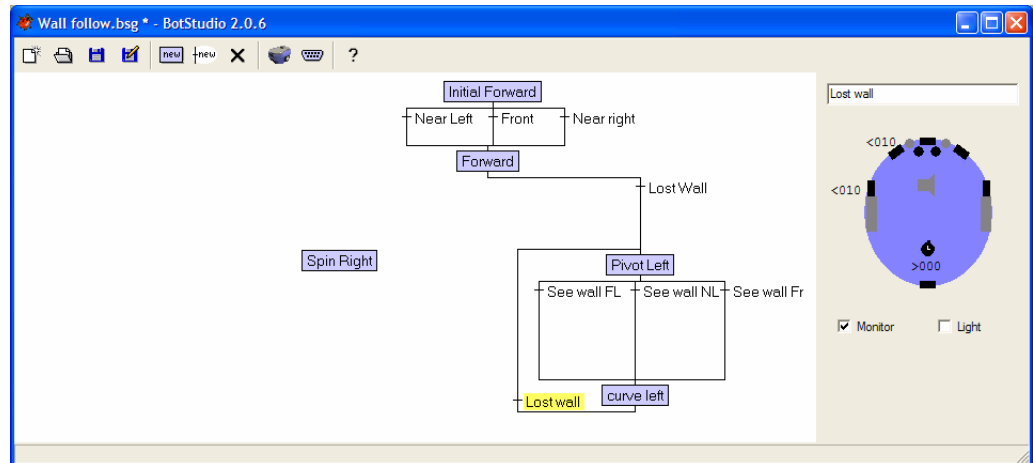 Wall follow.bsg * - BotStudio 2.0.6
new new ?
Initial Forward
Near Left Front Near right
Forward
Lost Wall
Spin Right
Pivot Left
See wall FL See wall NL See wall Fr
curve left
Lost wall
Lost wall
<010
<010
>000
Monitor Light